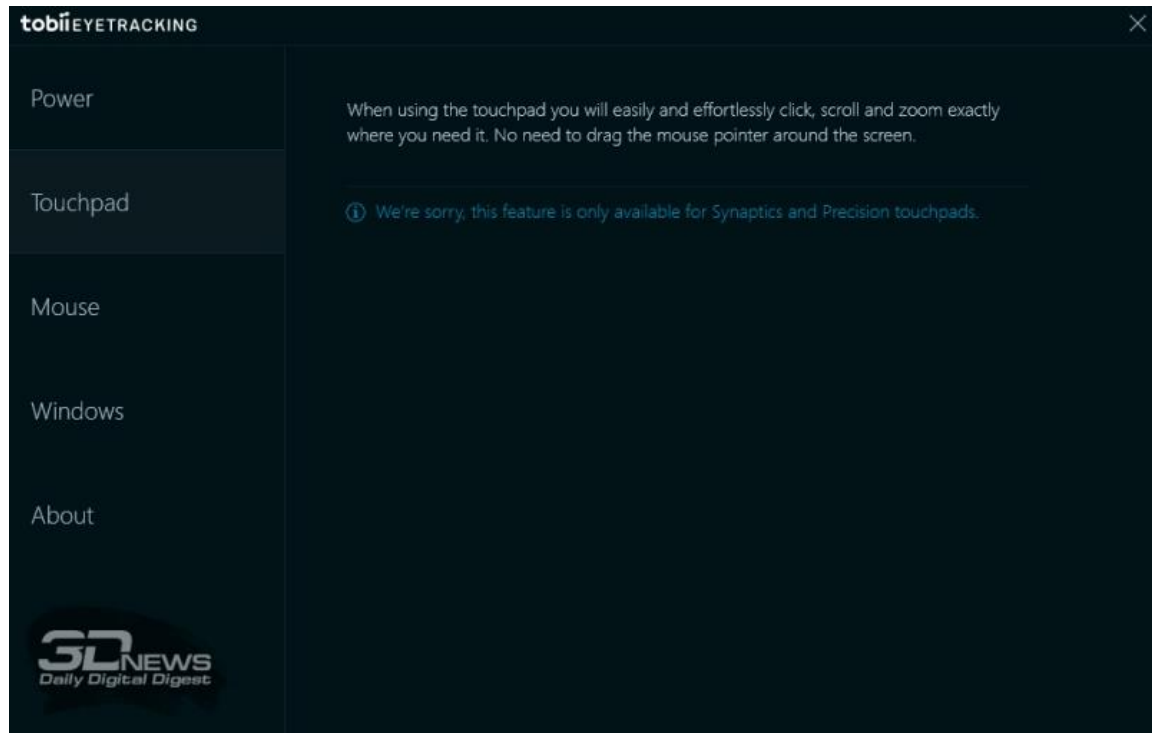 tobii EYETRACKING
Power
Touchpad
Mouse
Windows
About
When using the touchpad you will easily and effortlessly click, scroll and zoom exactly
where you need it. No need to drag the mouse pointer around the screen.
We're sorry, this feature is only available for Synaptics and Precision touchpads.
3DNEWS
Daily Digital Digest